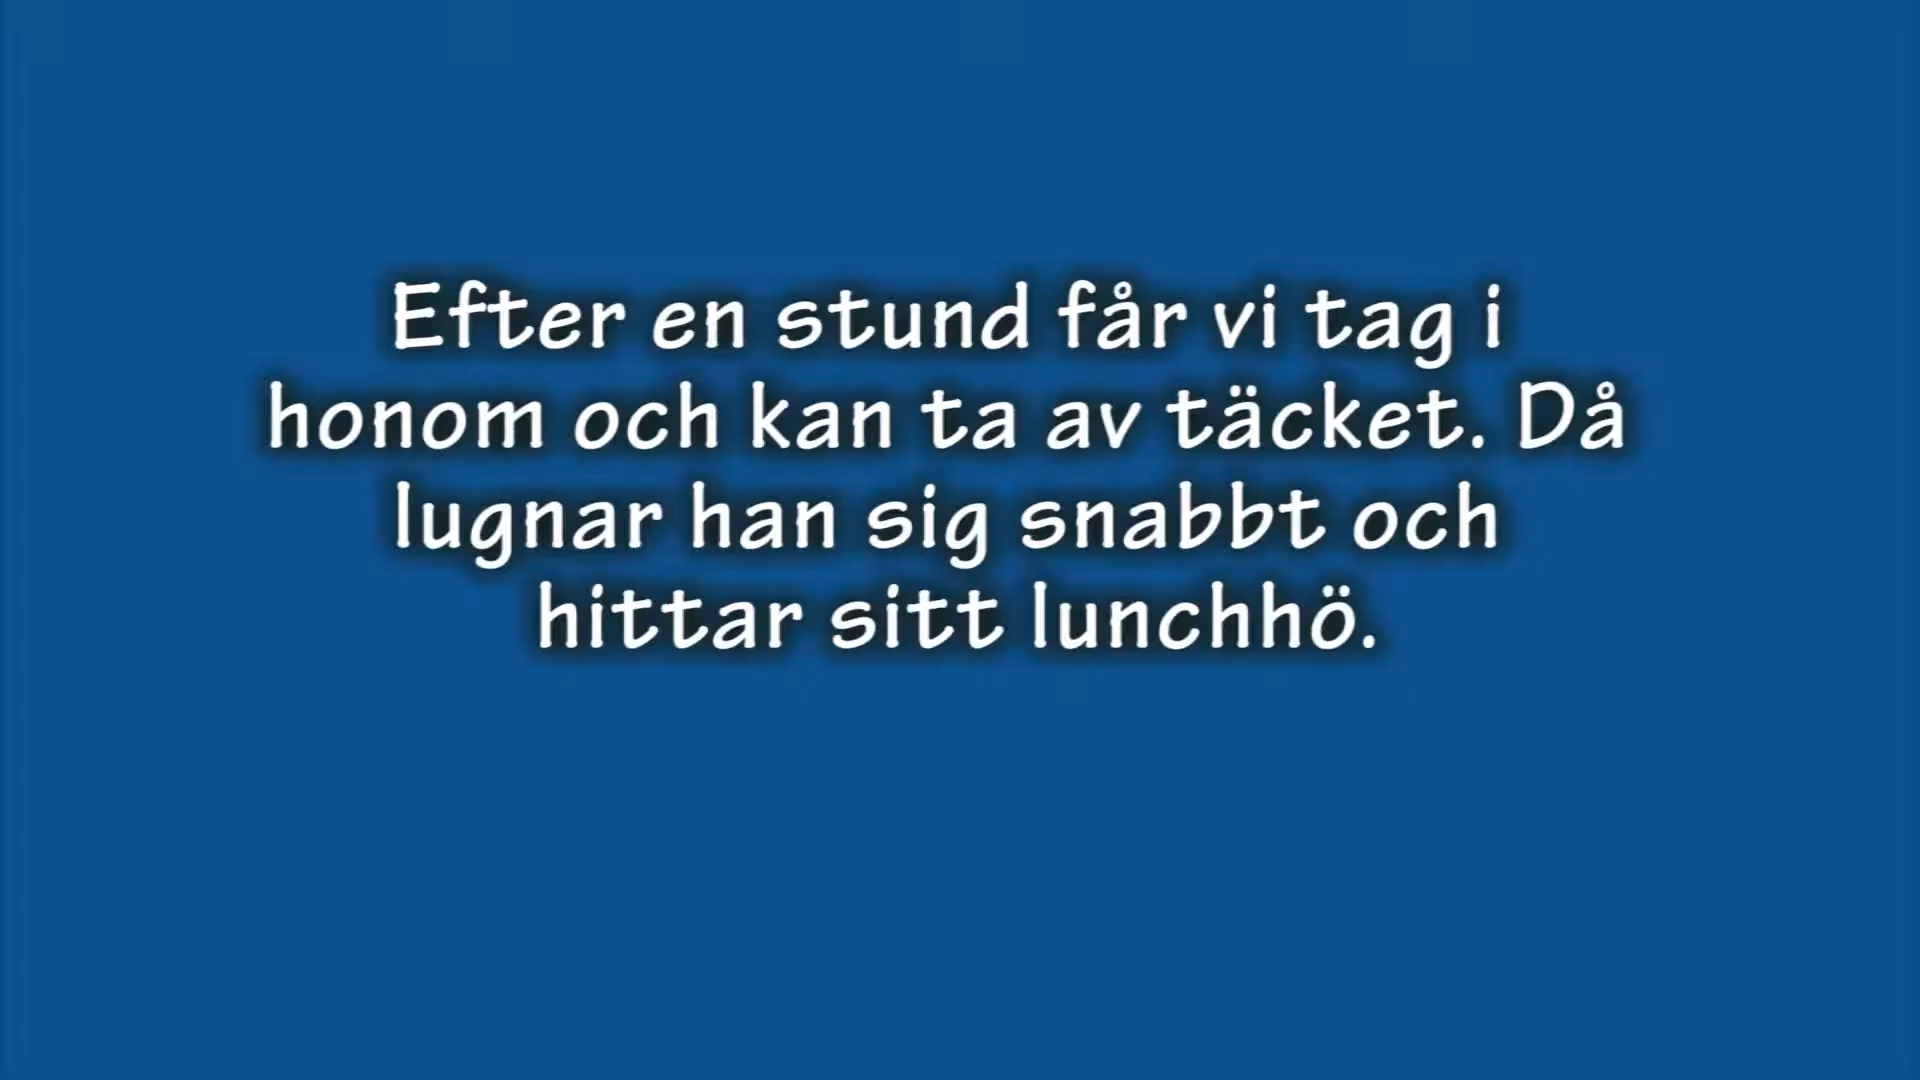 Efter en stund får vi tag i
honom och kan ta av täcket. Då
lugnar han sig snabbt och
hittar sitt lunchhö.